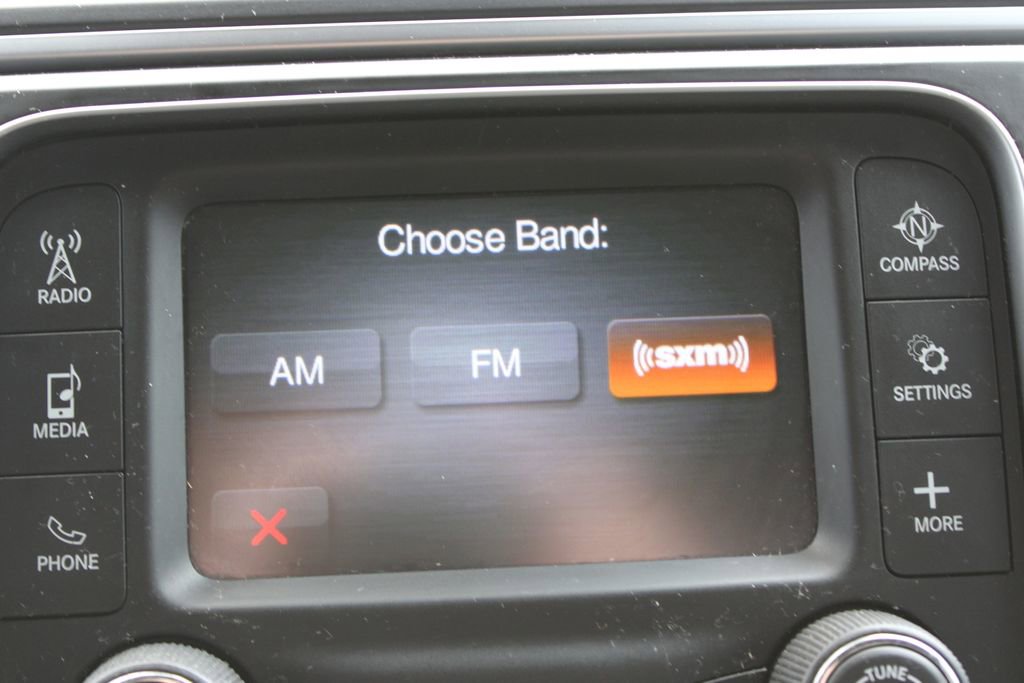 Choose Band:
AM
FM
((sxm))
RADIO
MEDIA
PHONE
N
COMPASS
SETTINGS
MORE
TUNE